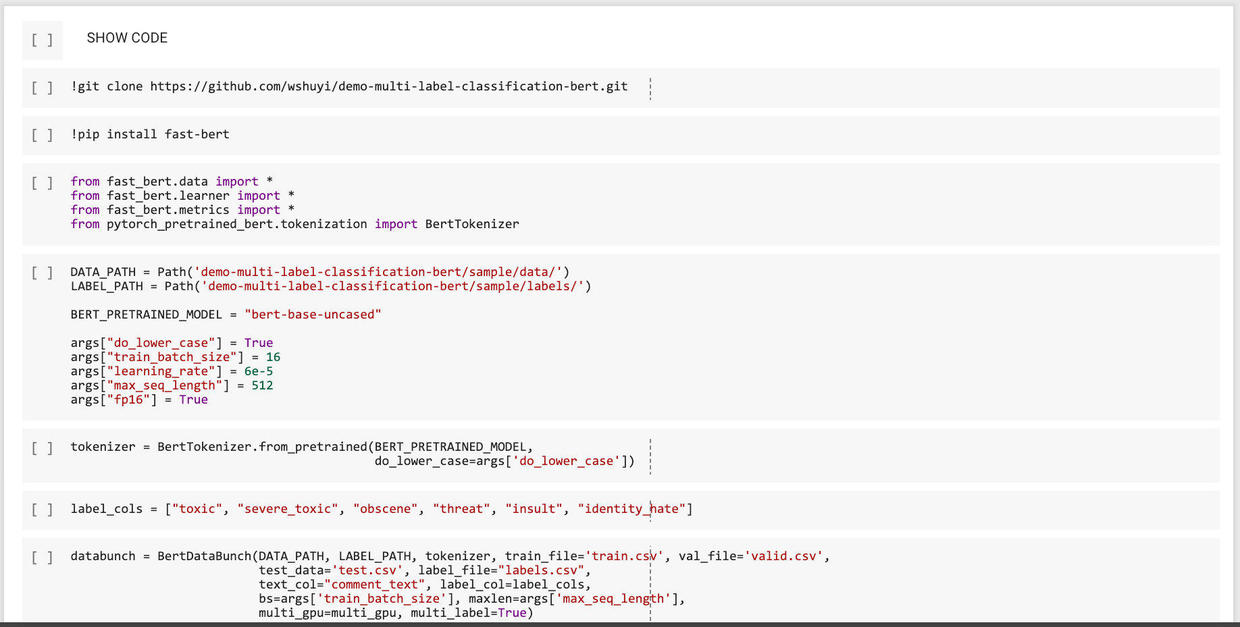 [ ] SHOW CODE
[ ] !git clone https://github.com/wshuyi/demo-multi-label-classification-bert.git
[ ] !pip install fast-bert
[ ] from fast_bert.data import *
from fast_bert.learner import *
from fast_bert.metrics import *
from pytorch_pretrained_bert.tokenization import BertTokenizer
[ ] DATA_PATH = Path('demo-multi-label-classification-bert/sample/data/')
LABEL_PATH = Path('demo-multi-label-classification-bert/sample/labels/')
BERT_PRETRAINED_MODEL = "bert-base-uncased"
args["do_lower_case"] = True
args["train_batch_size"] = 16
args["learning_rate"] = 6e-5
args["max_seq_length"] = 512
args["fp16"] = True
[ ] tokenizer = BertTokenizer.from_pretrained(BERT_PRETRAINED_MODEL,
do_lower_case=args['do_lower_case'])
[ ] label_cols = ["toxic", "severe_toxic", "obscene", "threat", "insult", "identity_hate"]
[ ] databunch = BertDataBunch(DATA_PATH, LABEL_PATH, tokenizer, train_file='train.csv', val_file='valid.csv',
test_data='test.csv', label_file="labels.csv",
text_col="comment_text", label_col=label_cols,
bs=args['train_batch_size'], maxlen=args['max_seq_length'],
multi_gpu=multi_gpu, multi_label=True)